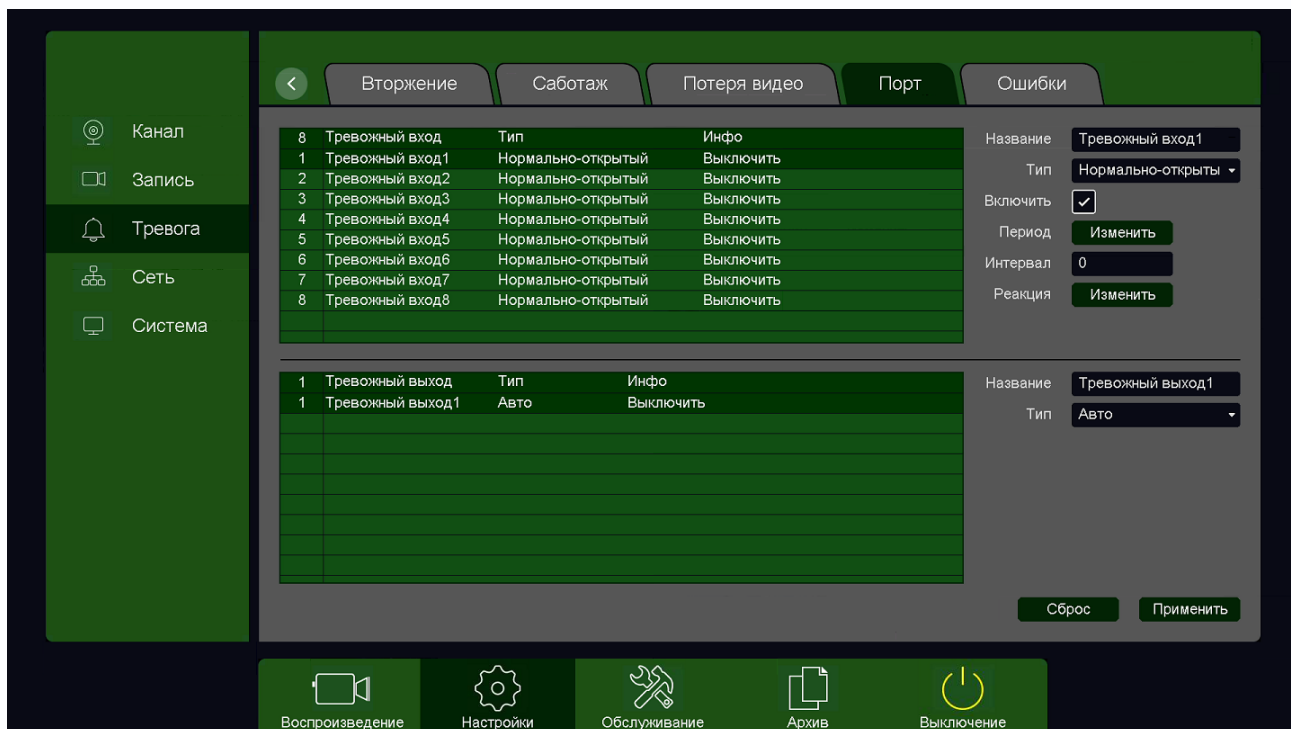 Вторжение Саботаж Потеря видео Порт Ошибки
Канал
Запись
Тревога
Сеть
Система
8 Тревожный вход Тип Инфо
1 Тревожный вход1 Нормально-открытый Выключить
2 Тревожный вход2 Нормально-открытый Выключить
3 Тревожный вход3 Нормально-открытый Выключить
4 Тревожный вход4 Нормально-открытый Выключить
5 Тревожный вход5 Нормально-открытый Выключить
6 Тревожный вход6 Нормально-открытый Выключить
7 Тревожный вход7 Нормально-открытый Выключить
8 Тревожный вход8 Нормально-открытый Выключить
Название Тревожный вход1
Тип Нормально-открыты
Включить
Период Изменить
Интервал 0
Реакция Изменить
1 Тревожный выход Тип Инфо
1 Тревожный выход1 Авто Выключить
Название Тревожный выход1
Тип Авто
Сброс Применить
Воспроизведение Настройки Обслуживание Архив Выключение